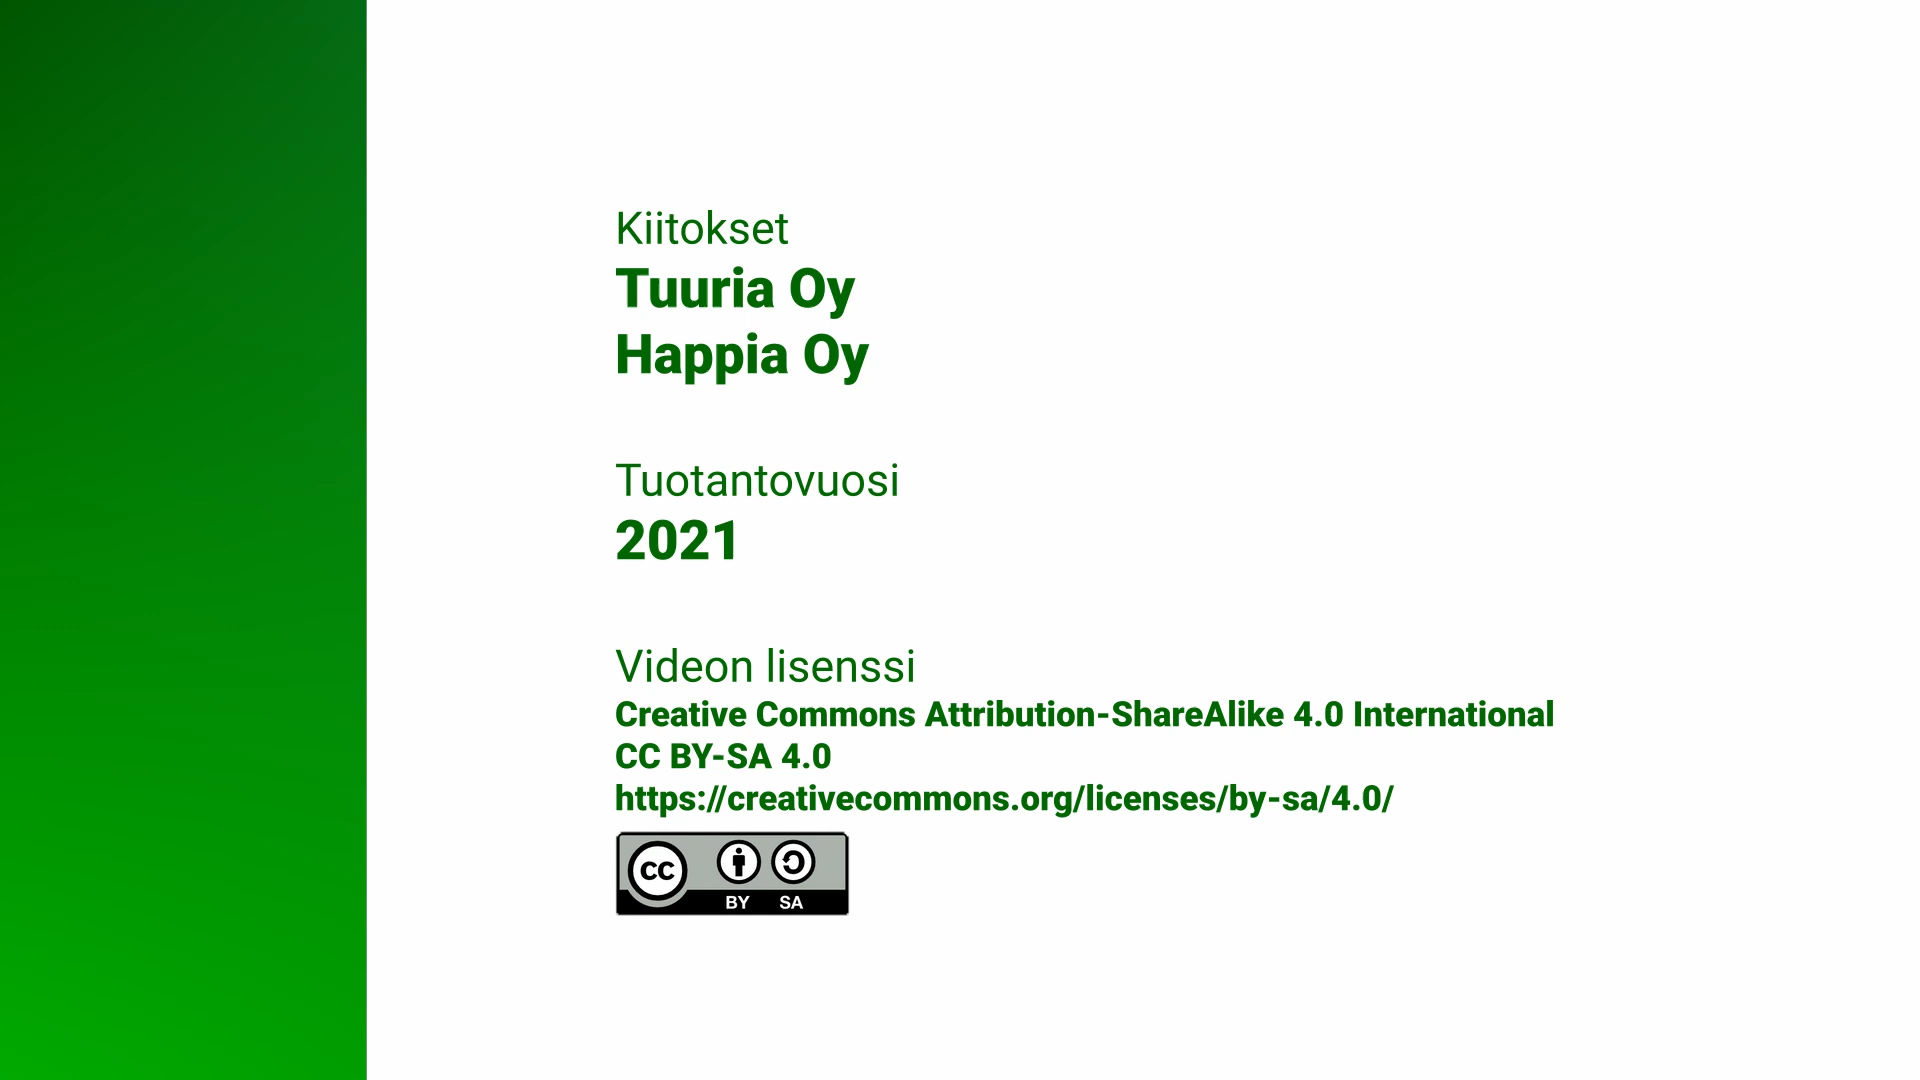 Kiitokset
Tuuria Oy
Happia Oy
Tuotantovuosi
2021
Videon lisenssi
Creative Commons Attribution-ShareAlike 4.0 International
CC BY-SA 4.0
https://creativecommons.org/licenses/by-sa/4.0/
CC
BY SA